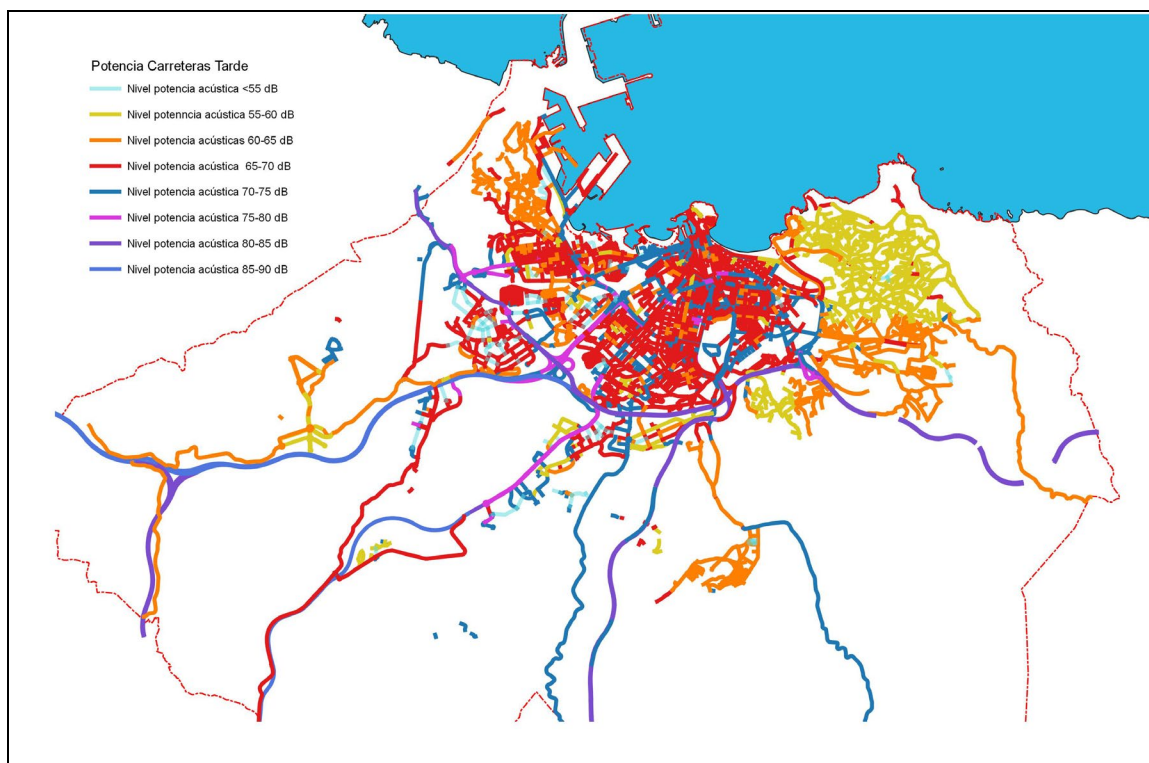 Potencia Carreteras Tarde
Nivel potencia acústica <55 dB
Nivel potenncia acústica 55-60 dB
Nivel potencia acústicas 60-65 dB
Nivel potencia acústica 65-70 dB
Nivel potencia acústica 70-75 dB
Nivel potencia acústica 75-80 dB
Nivel potencia acústica 80-85 dB
Nivel potencia acústica 85-90 dB